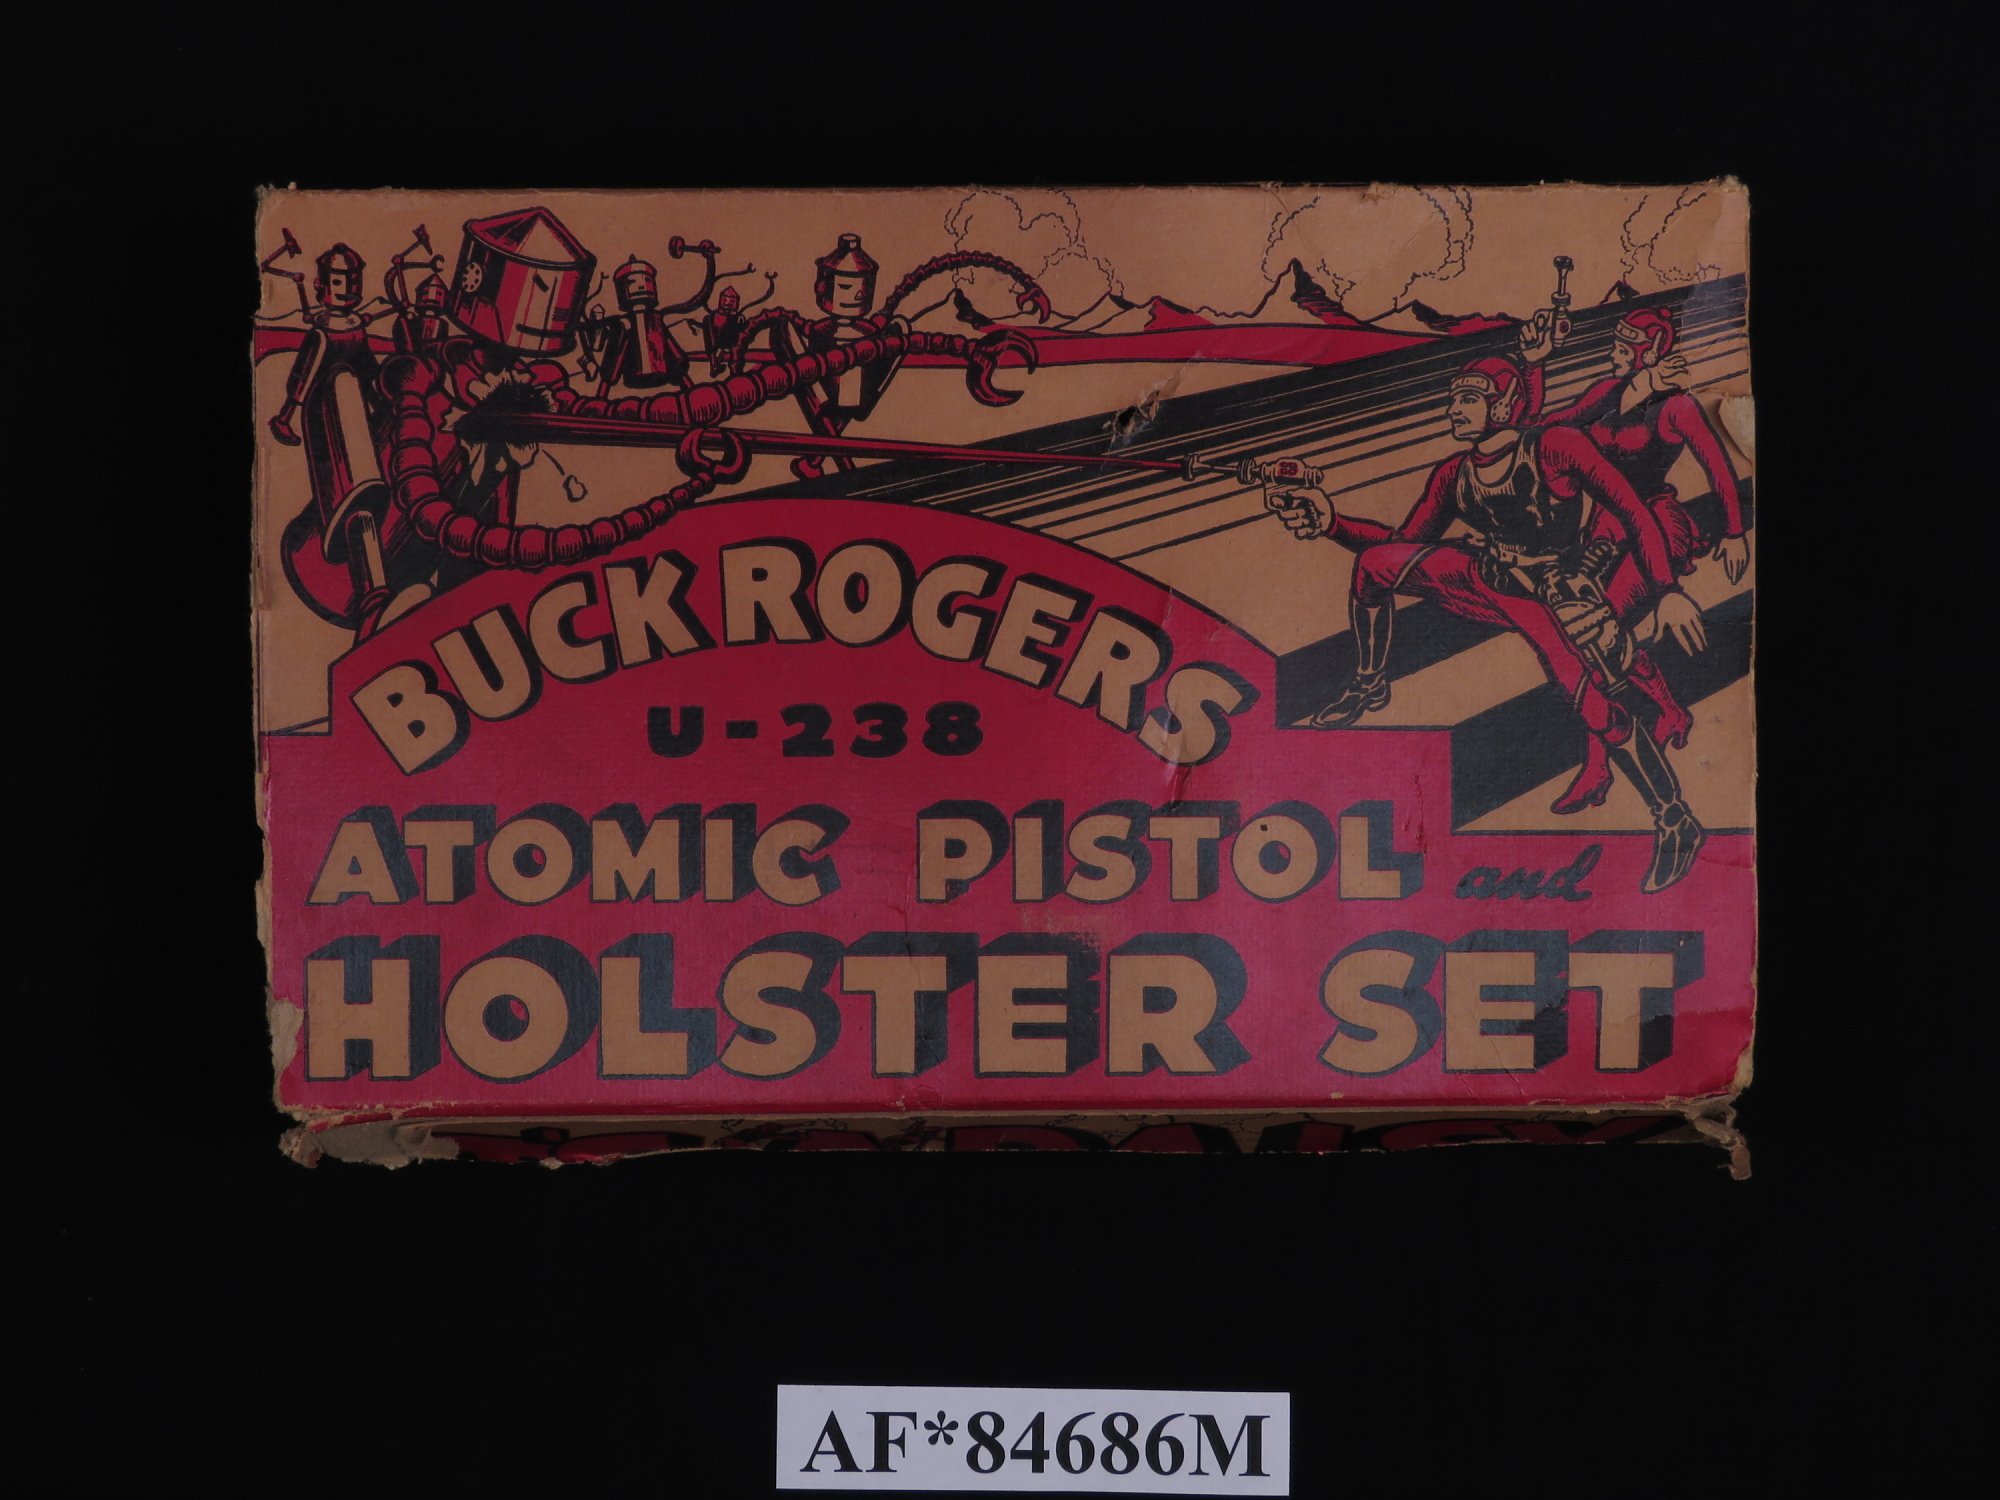 BUCK ROGERS
U-238
ATOMIC PISTOL and
HOLSTER SET
AF*84686M